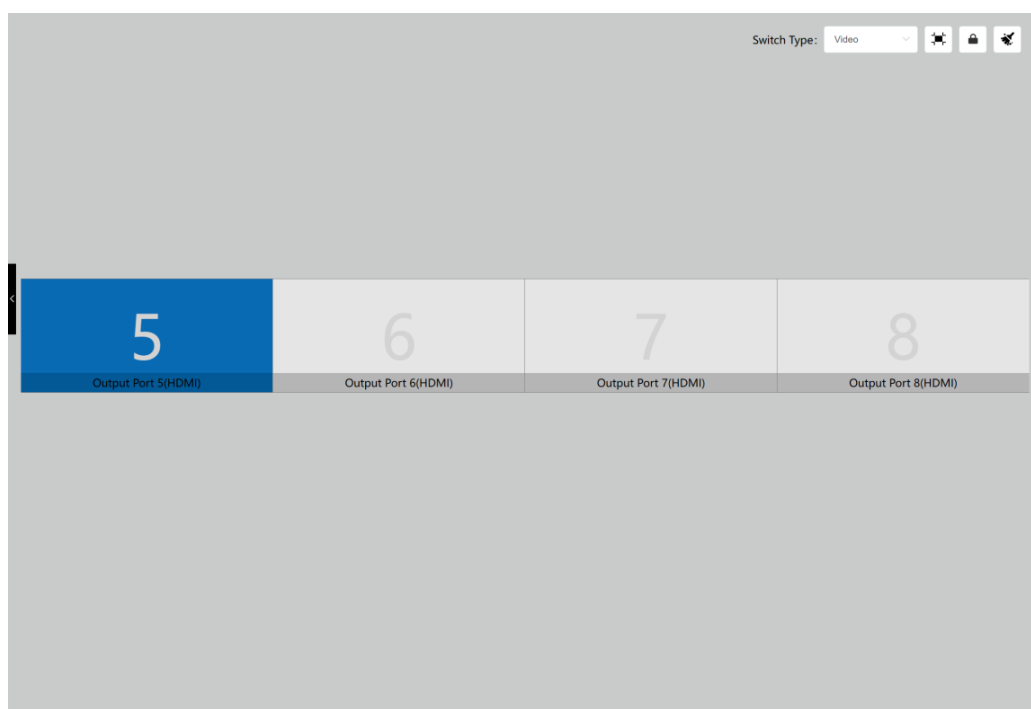 Switch Type: Video
5 6 7 8
Output Port 5(HDMI) Output Port 6(HDMI) Output Port 7(HDMI) Output Port 8(HDMI)